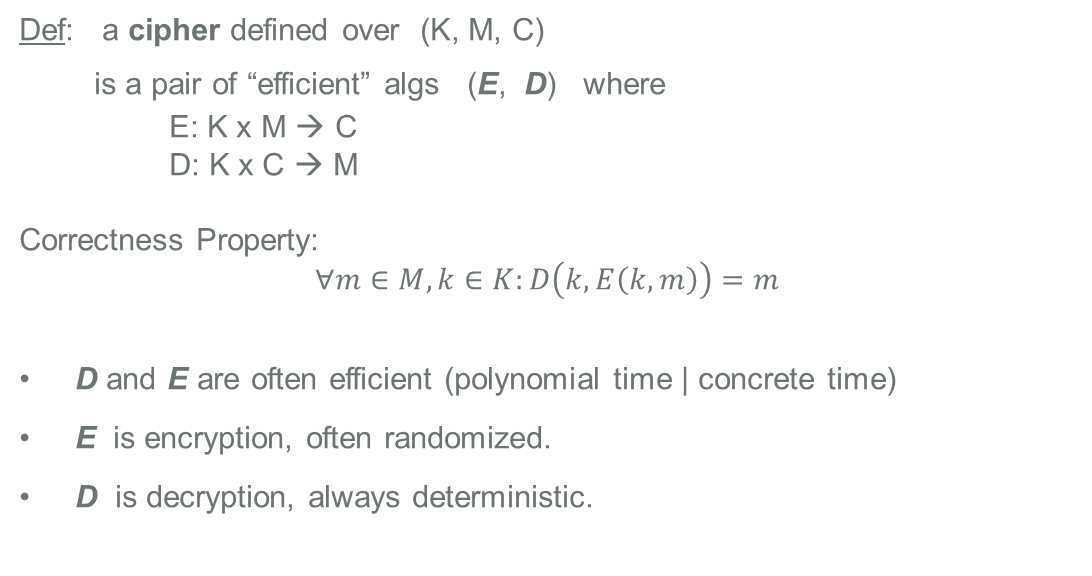 Def: a cipher defined over (K, M, C)
is a pair of “efficient” algs (E, D) where
E: K x M → C
D: K x C → M
Correctness Property:
∀m ∈ M, k ∈ K: D(k, E(k, m)) = m
• D and E are often efficient (polynomial time | concrete time)
• E is encryption, often randomized.
• D is decryption, always deterministic.